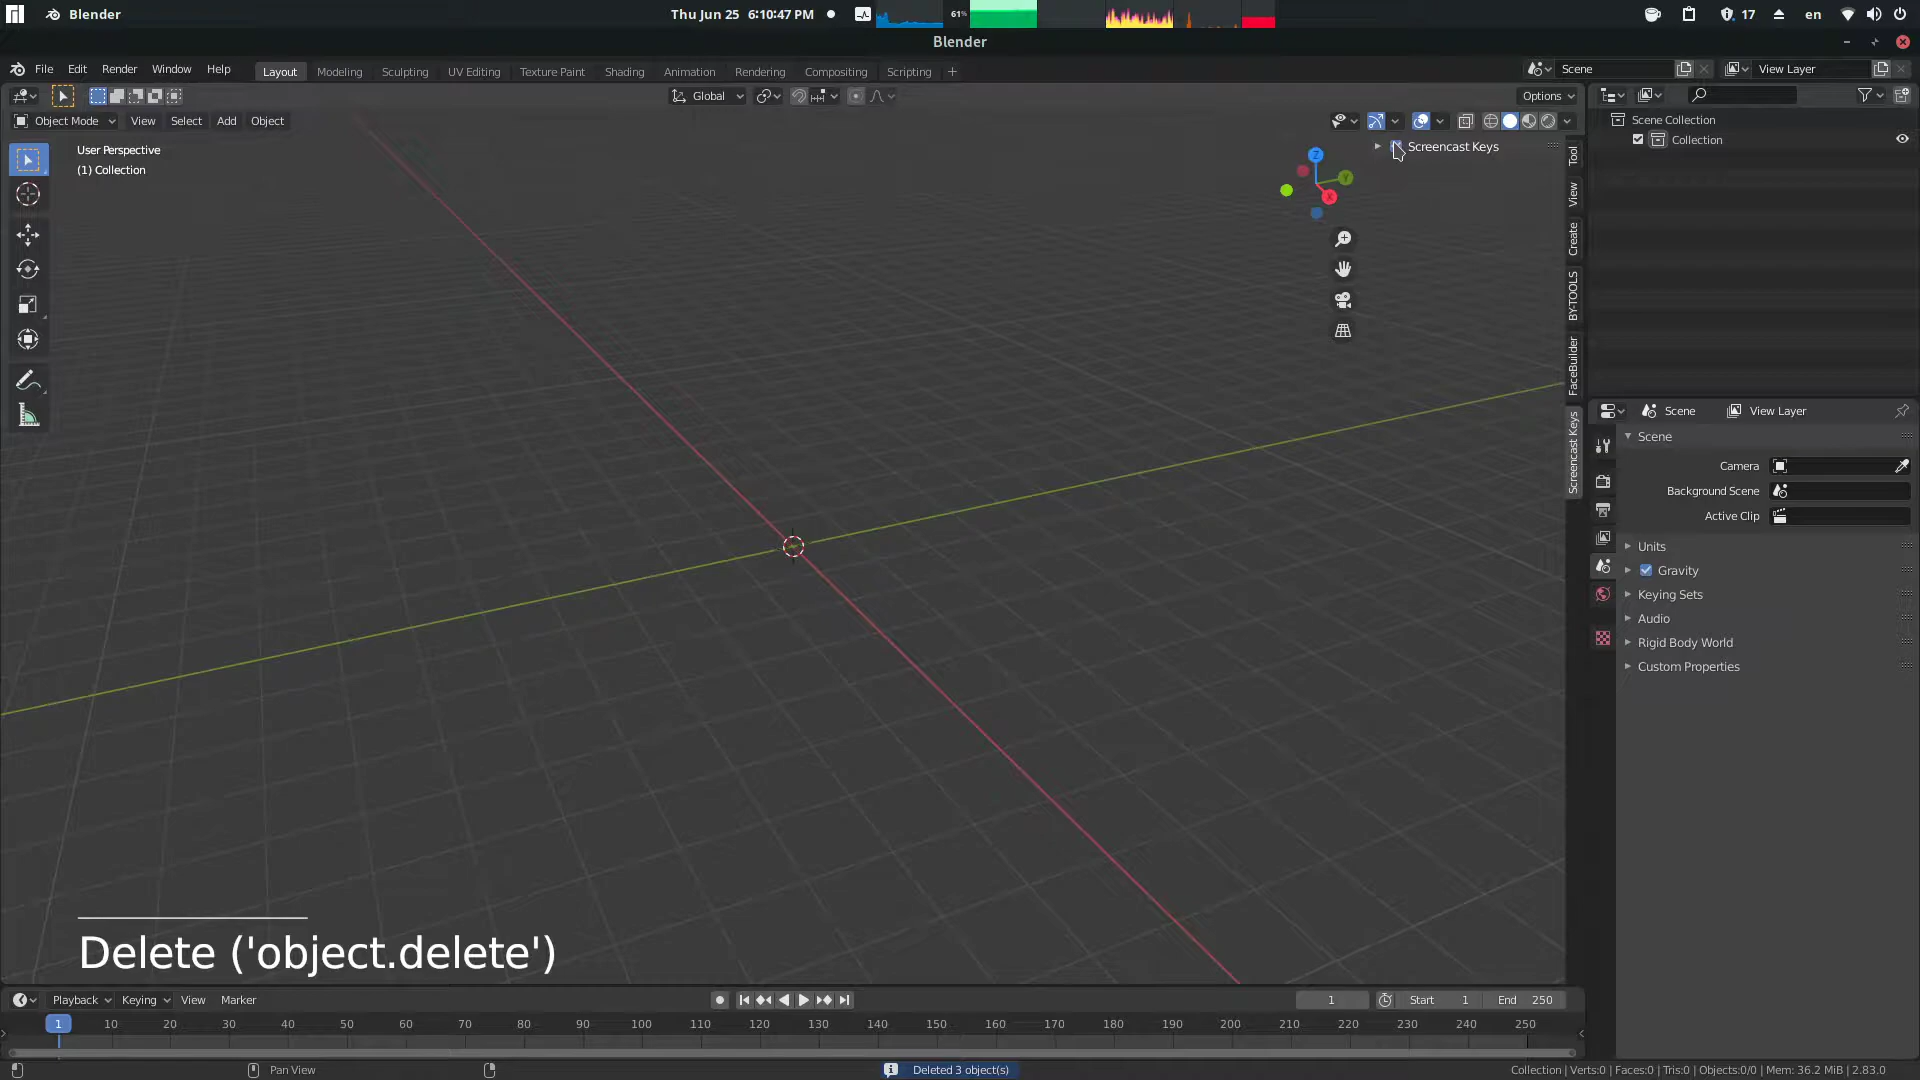 Blender
Thu Jun 25 6:10:47 PM
61%
17
en
Blender
File Edit Render Window Help
Layout Modeling Sculpting UV Editing Texture Paint Shading Animation Rendering Compositing Scripting +
Scene
View Layer
Global
Options
Object Mode View Select Add Object
User Perspective
(1) Collection
Screencast Keys
Z
Y
X
Tool
View
Create
BY-TOOLS
FaceBuilder
Screencast Keys
Scene Collection
Collection
Scene View Layer
Scene
Camera
Background Scene
Active Clip
Units
Gravity
Keying Sets
Audio
Rigid Body World
Custom Properties
Delete ('object.delete')
Playback Keying View Marker
1
Start 1
End 250
1 10 20 30 40 50 60 70 80 90 100 110 120 130 140 150 160 170 180 190 200 210 220 230 240 250
Pan View
Deleted 3 object(s)
Collection | Verts:0 | Faces:0 | Tris:0 | Objects:0/0 | Mem: 36.2 MiB | 2.83.0